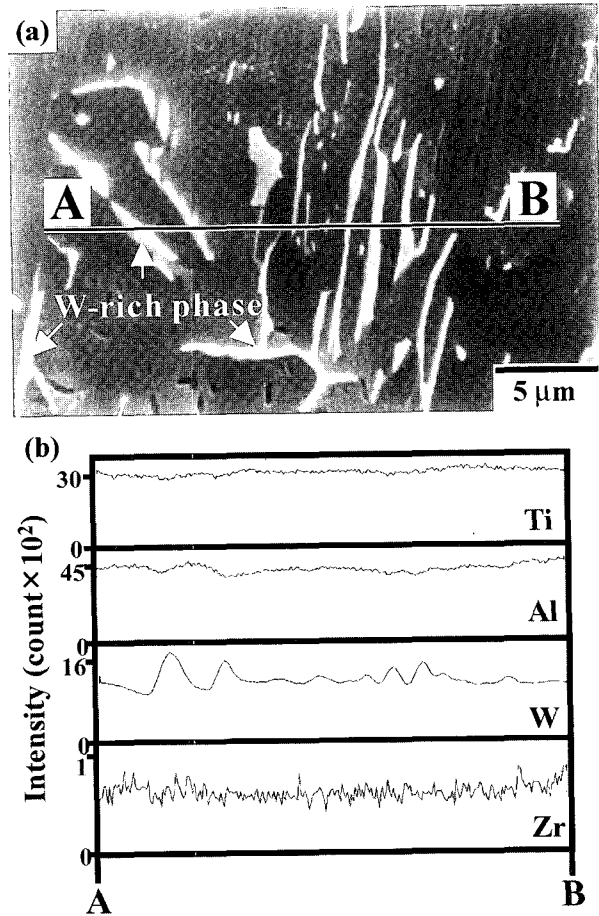 (a)
A B
W-rich phase
5 μm
(b)
30
Ti
0
45
Al
0
16
W
0
1
Zr
0
Intensity (count×10²)
A B